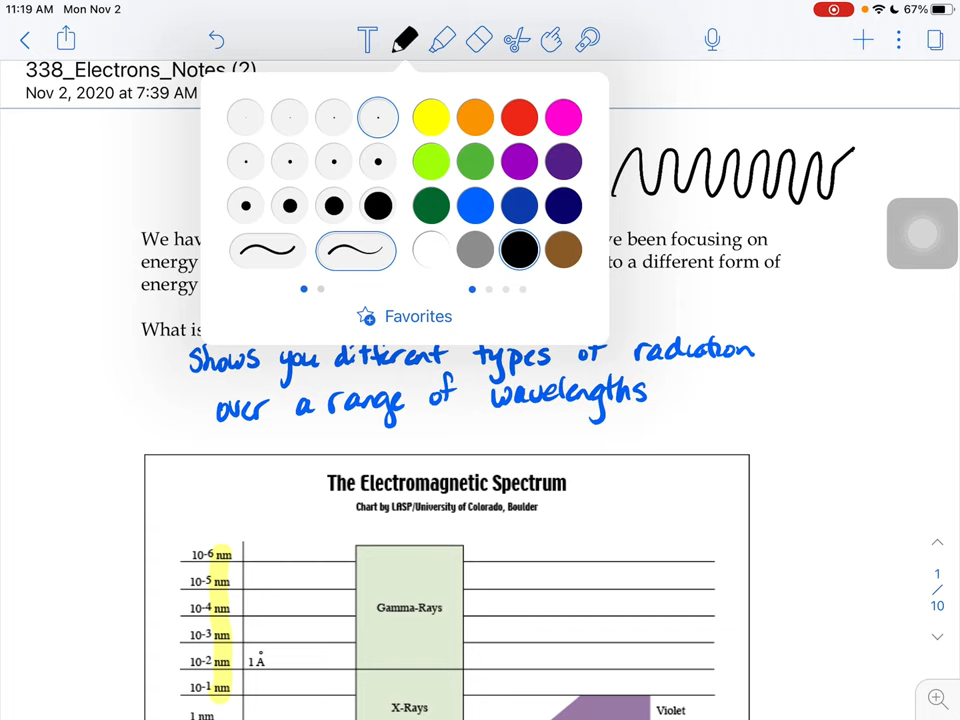 11:19 AM Mon Nov 2
67%
T
338_Electrons_Notes (2)
Nov 2, 2020 at 7:39 AM
We hav
ve been focusing on
energy
to a different form of
energy
Favorites
What is
shows you different types of radiation
over a range of wavelengths
The Electromagnetic Spectrum
Chart by LASP/University of Colorado, Boulder
10-6 nm
10-5 nm
10-4 nm
Gamma-Rays
10-3 nm
10-2 nm
1 Å
10-1 nm
1 nm
X-Rays
Violet
1
/
10